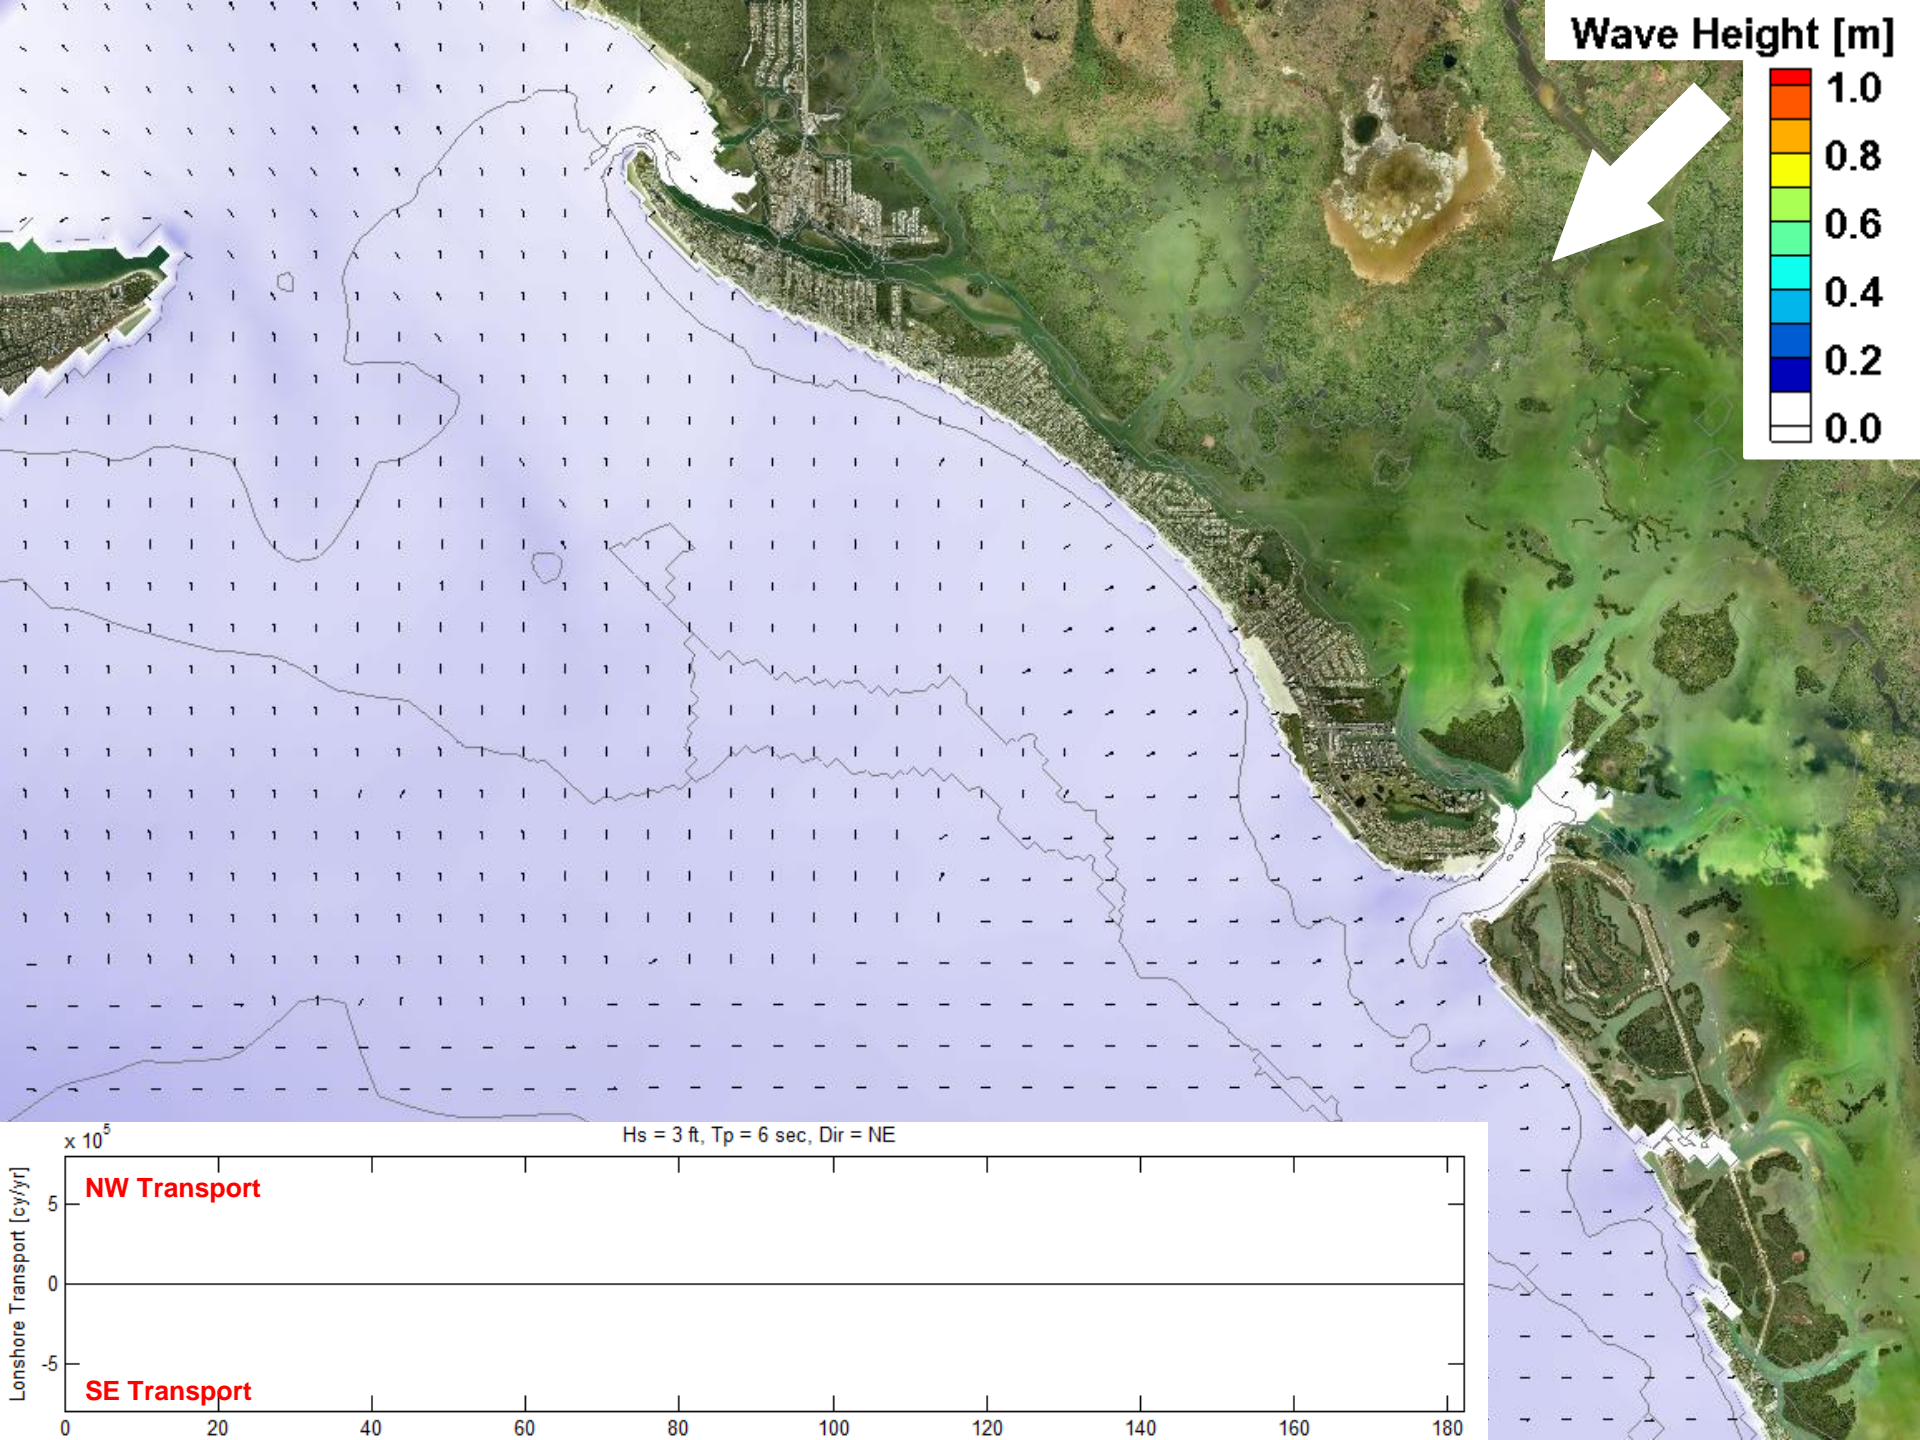 Wave Height [m]
1.0
0.8
0.6
0.4
0.2
0.0
x 10^5
Hs = 3 ft, Tp = 6 sec, Dir = NE
Lonshore Transport [cy/yr]
5
0
-5
NW Transport
SE Transport
0 20 40 60 80 100 120 140 160 180